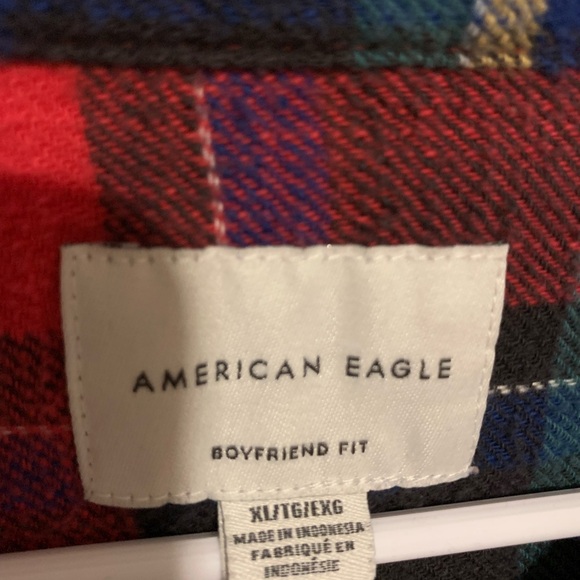 AMERICAN EAGLE
BOYFRIEND FIT
XL/TG/EXG
MADE IN INDONESIA
FABRIQUÉ EN
INDONÉSIE